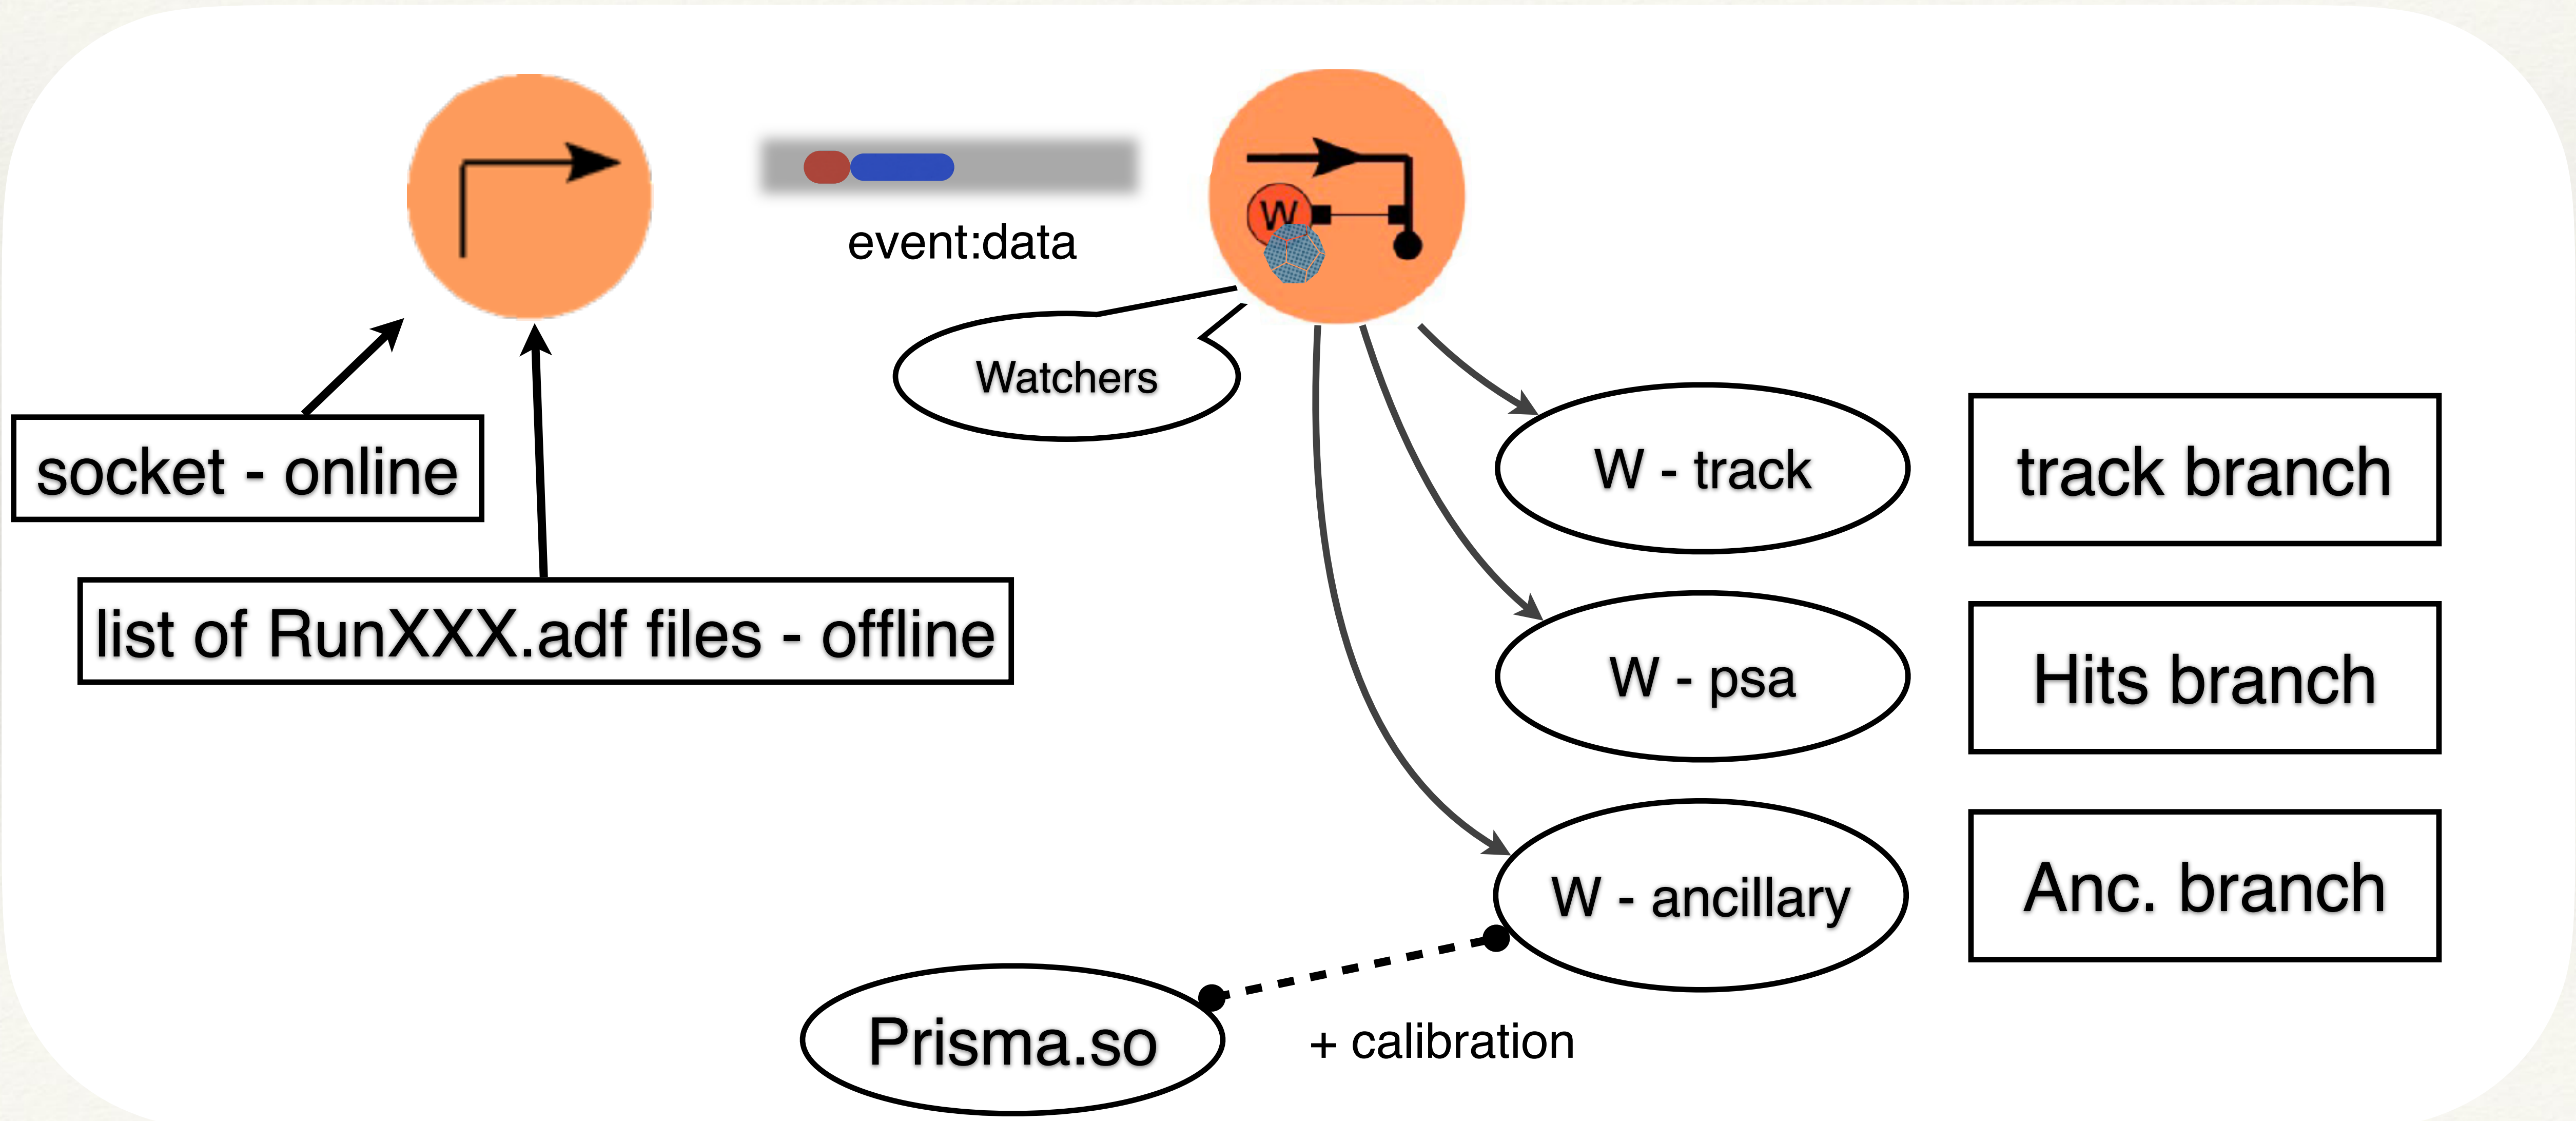 W
event:data
Watchers
socket - online
W - track
track branch
list of RunXXX.adf files - offline
W - psa
Hits branch
W - ancillary
Anc. branch
Prisma.so
+ calibration